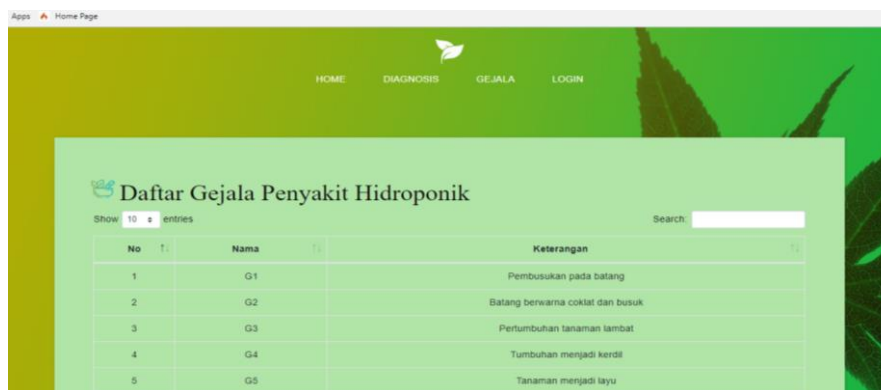 Apps Home Page
HOME DIAGNOSIS GEJALA LOGIN
Daftar Gejala Penyakit Hidroponik
Show 10 entries Search:
No Nama Keterangan
1 G1 Pembusukan pada batang
2 G2 Batang berwarna coklat dan busuk
3 G3 Pertumbuhan tanaman lambat
4 G4 Tumbuhan menjadi kerdil
5 G5 Tanaman menjadi layu